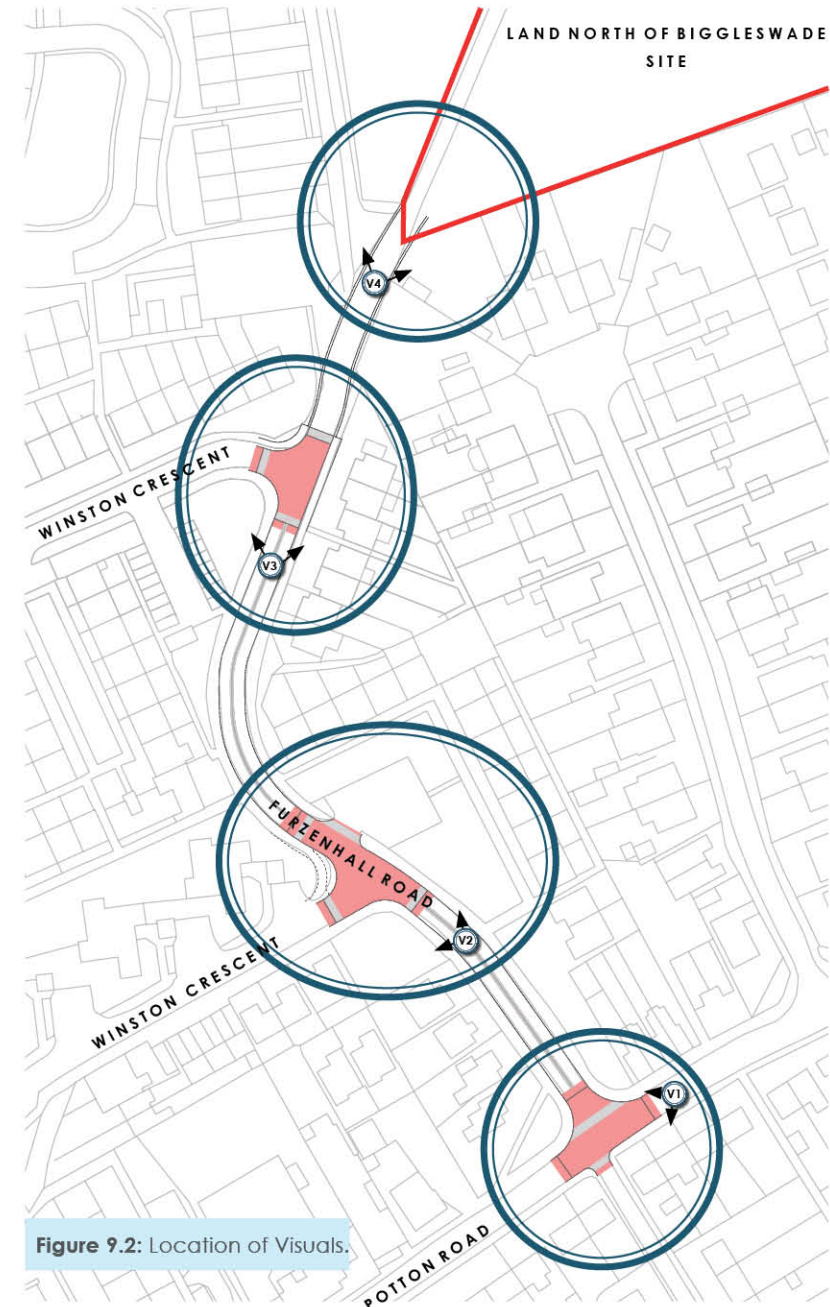 LAND NORTH OF BIGGLESWADE
SITE
V4
WINSTON CRESCENT
V3
FURZENHALL ROAD
V2
WINSTON CRESCENT
V1
POTTON ROAD
Figure 9.2: Location of Visuals.